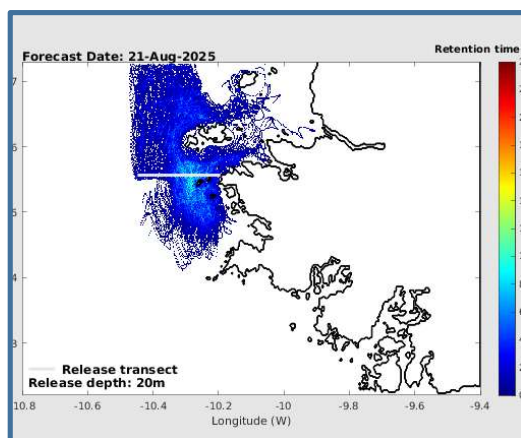 Forecast Date: 21-Aug-2025
Retention time
7
6
5
4
3
Release transect
Release depth: 20m
10.8
-10.6
-10.4
-10.2
-10
-9.8
-9.6
-9.4
Longitude (W)